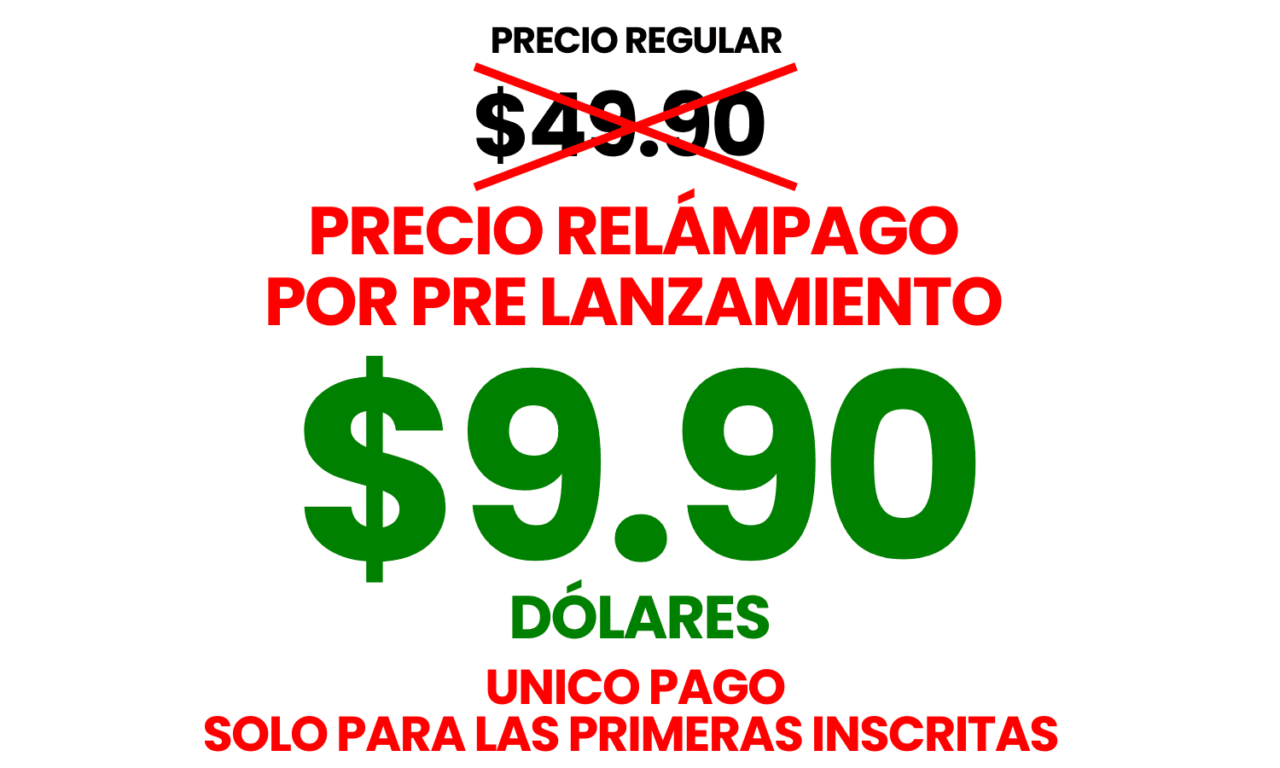 PRECIO REGULAR
$49.90
PRECIO RELÁMPAGO
POR PRE LANZAMIENTO
$9.90
DÓLARES
UNICO PAGO
SOLO PARA LAS PRIMERAS INSCRITAS